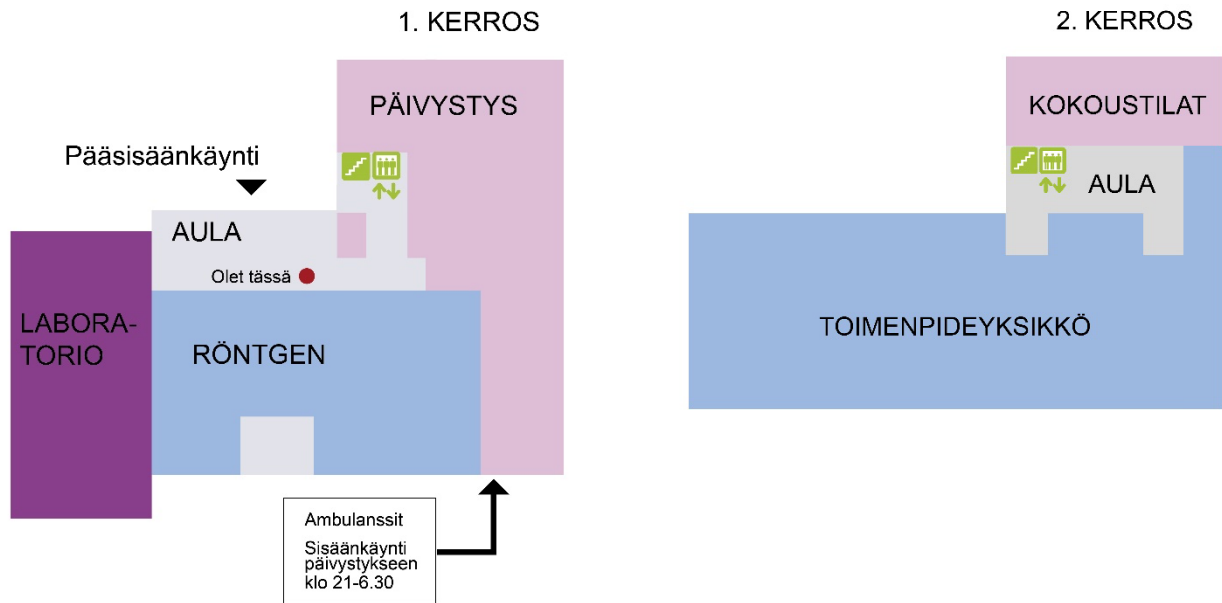 1. KERROS
PÄIVYSTYS
Pääsisäänkäynti
AULA
Olet tässä
LABORA-
TORIO
RÖNTGEN
Ambulanssit
Sisäänkäynti
päivystykseen
klo 21-6.30
2. KERROS
KOKOUSTILAT
AULA
TOIMENPIDEYKSIKKÖ